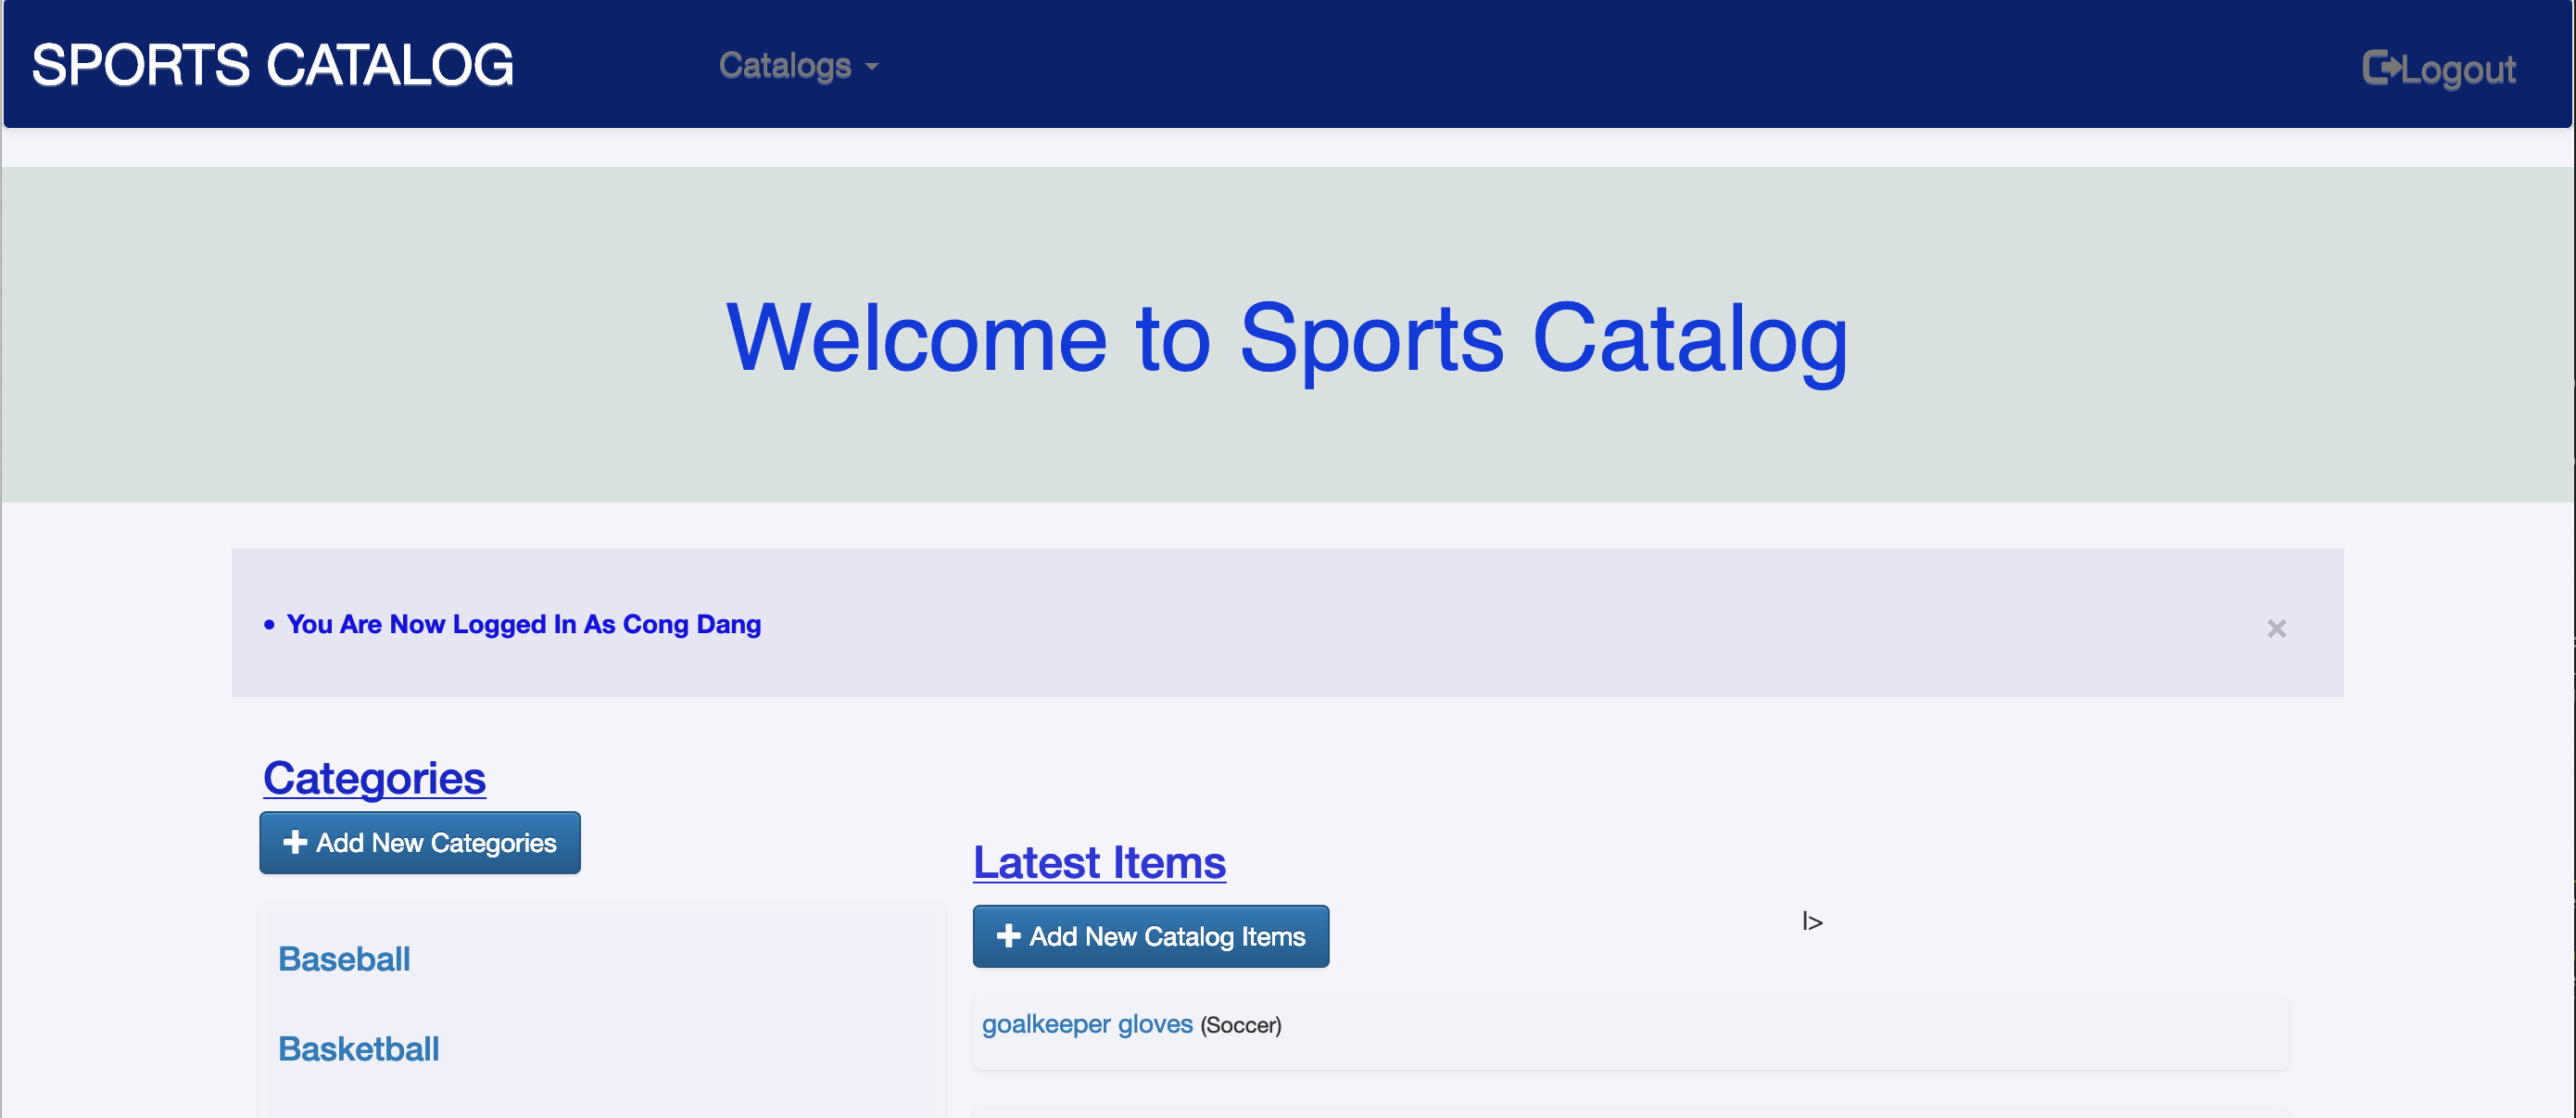 SPORTS CATALOG
Catalogs
Logout
Welcome to Sports Catalog
• You Are Now Logged In As Cong Dang
×
Categories
Add New Categories
Baseball
Basketball
Latest Items
Add New Catalog Items
|>
goalkeeper gloves (Soccer)